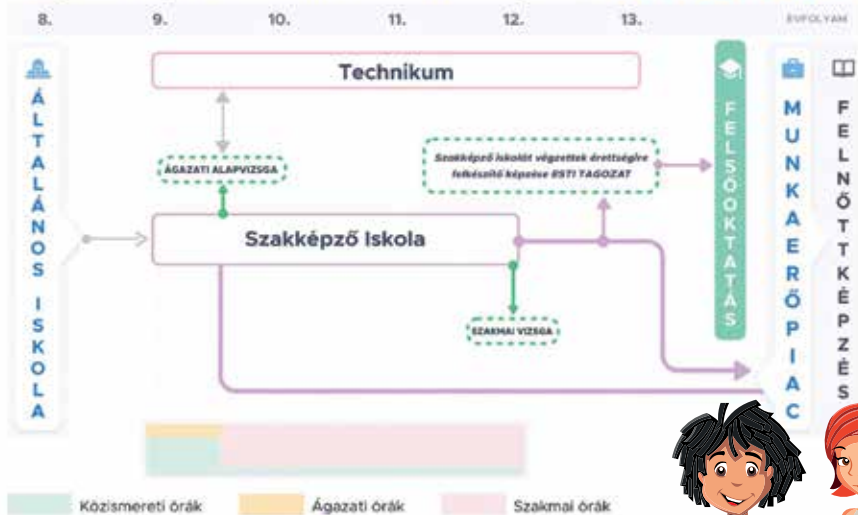 8. 9. 10. 11. 12. 13. ÉVFOLYAM
ÁLTALÁNOS ISKOLA
Technikum
ÁGAZATI ALAPVIZSGA
Szakképző iskolát végzettek érettségire
felkészítő képzése ESTI TAGOZAT
Szakképző Iskola
SZAKMAI VIZSGA
FELSŐOKTATÁS
MUNKAERŐPIAC
FELNŐTTKÉPZÉS
Közismereti órák
Ágazati órák
Szakmai órák